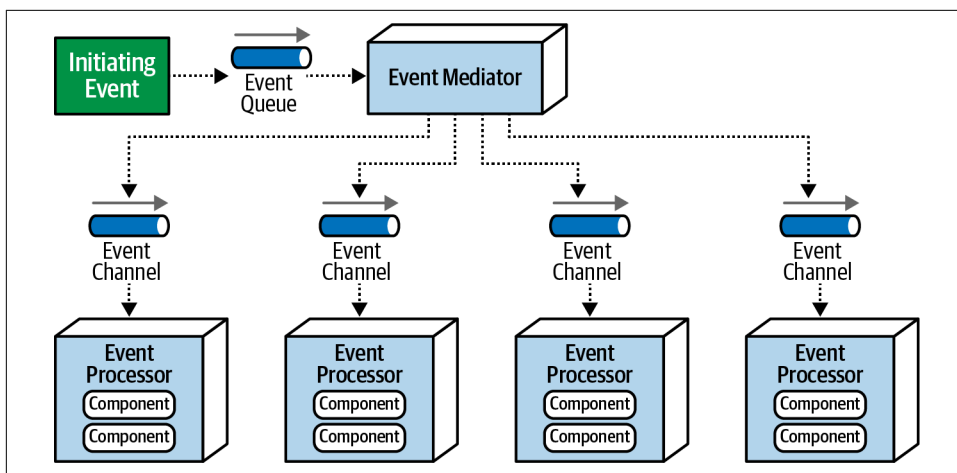 Initiating
Event
Event
Queue
Event Mediator
Event
Channel
Event
Channel
Event
Channel
Event
Channel
Event
Processor
Component
Component
Event
Processor
Component
Component
Event
Processor
Component
Component
Event
Processor
Component
Component